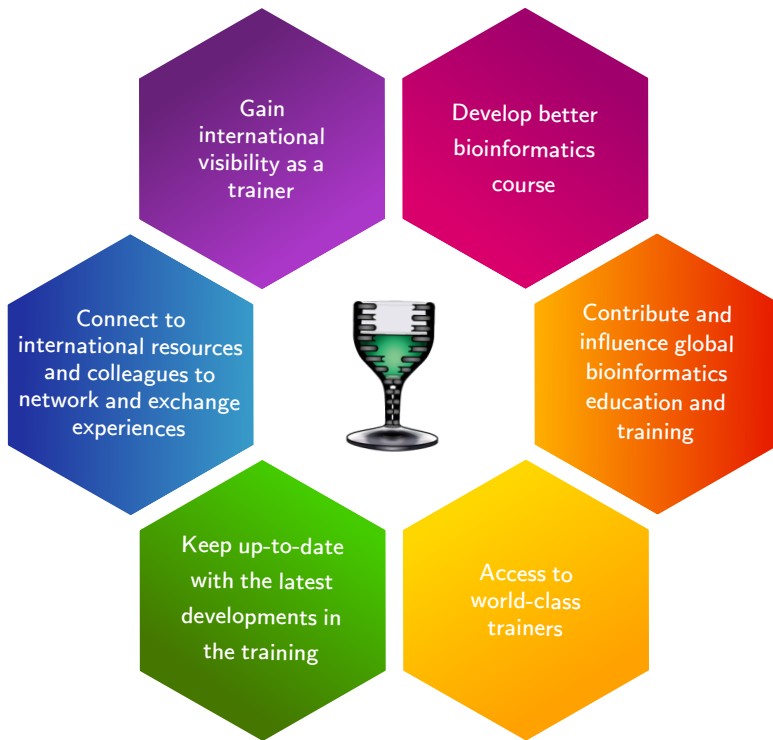 Gain
international
visibility as a
trainer
Develop better
bioinformatics
course
Connect to
international resources
and colleagues to
network and exchange
experiences
Contribute and
influence global
bioinformatics
education and
training
Keep up-to-date
with the latest
developments in
the training
Access to
world-class
trainers